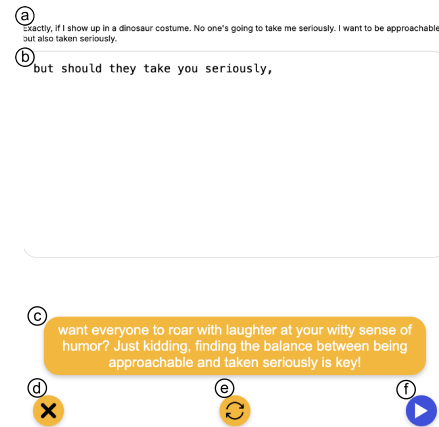 a
Exactly, if I show up in a dinosaur costume. No one's going to take me seriously. I want to be approachable
but also taken seriously.
b
but should they take you seriously,
c
want everyone to roar with laughter at your witty sense of
humor? Just kidding, finding the balance between being
approachable and taken seriously is key!
d
e
f